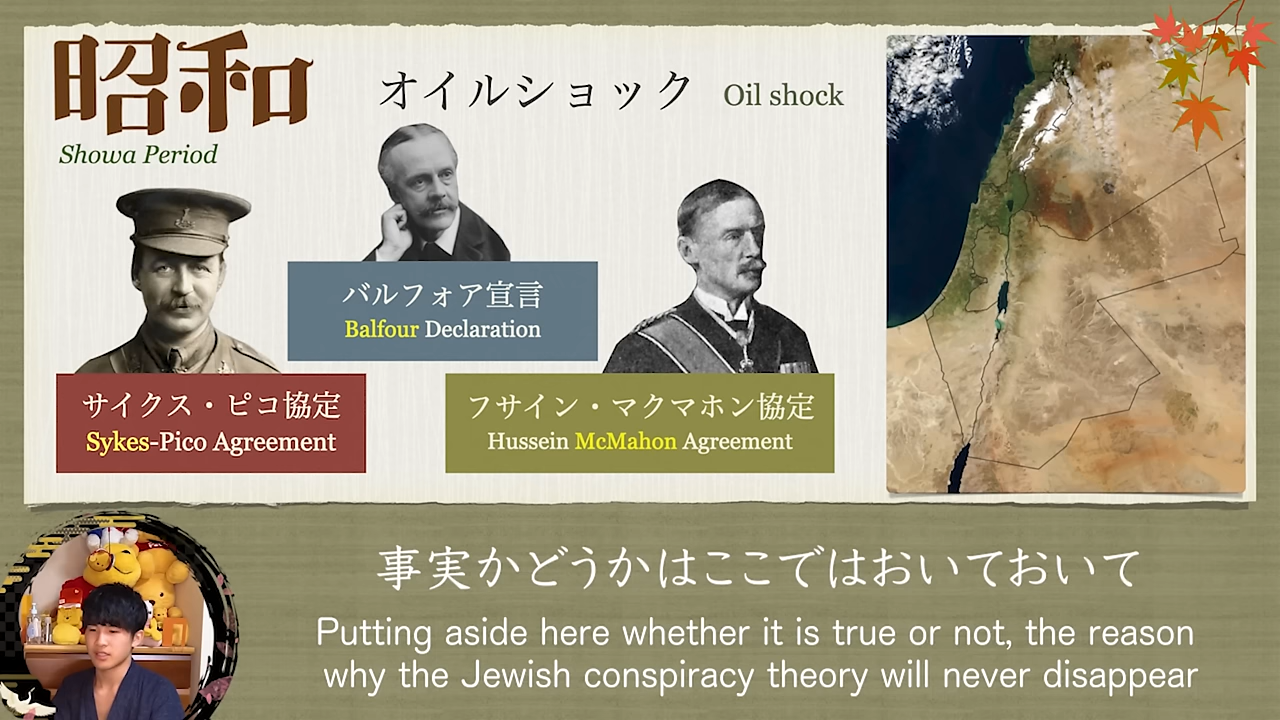 昭和
Showa Period
オイルショック Oil shock
バルフォア宣言
Balfour Declaration
サイクス・ピコ協定
Sykes-Pico Agreement
フサイン・マクマホン協定
Hussein McMahon Agreement
事実かどうかはここではおいておいて
Putting aside here whether it is true or not, the reason
why the Jewish conspiracy theory will never disappear